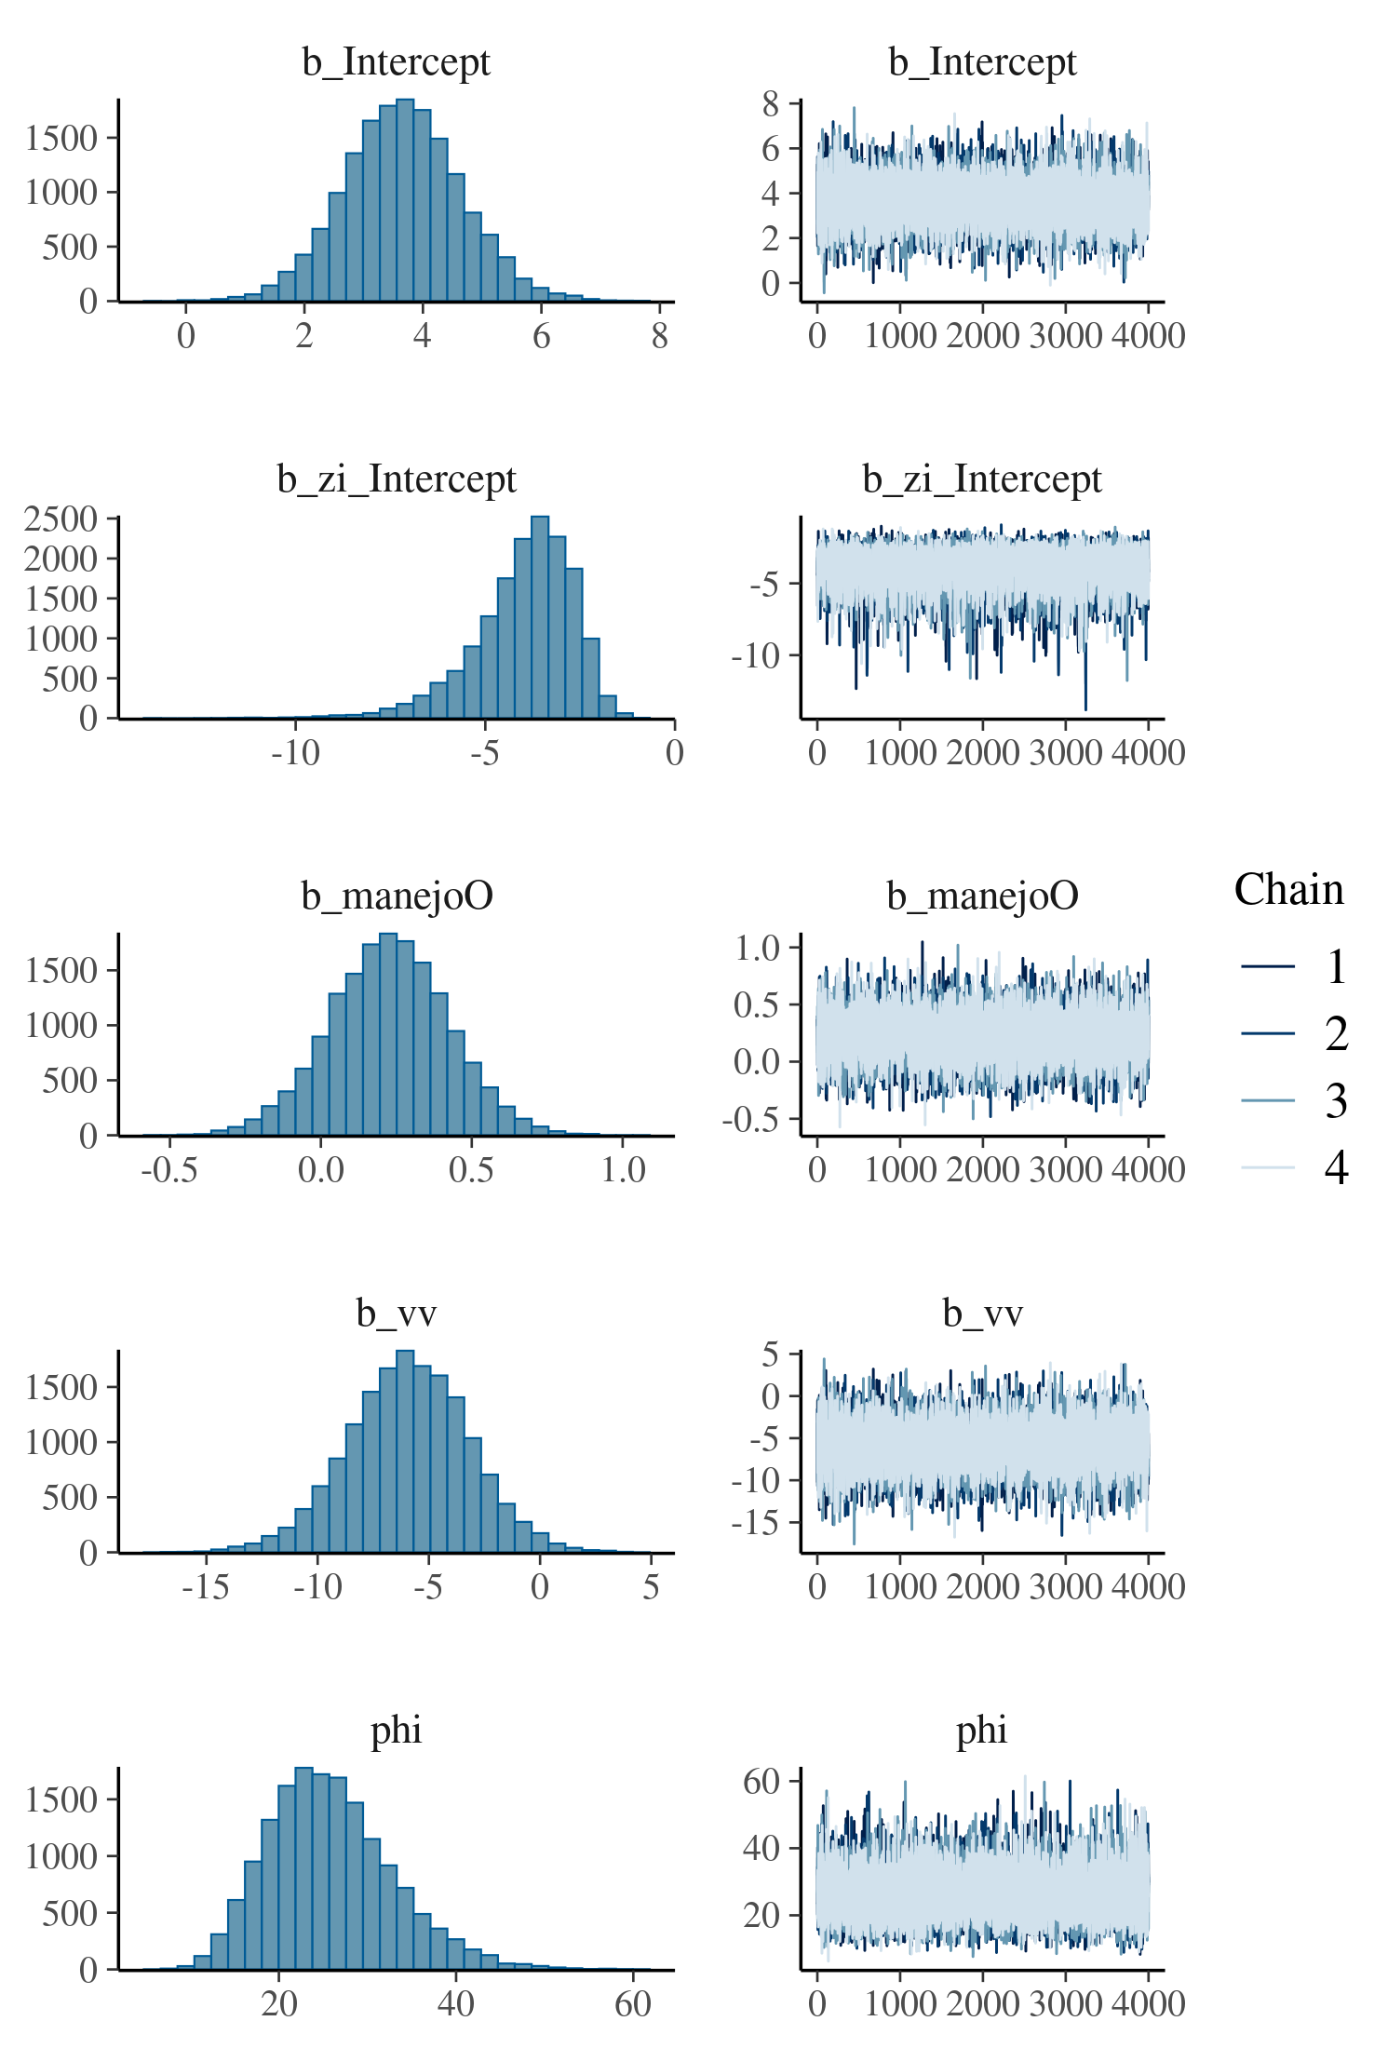 b_Intercept b_Intercept
1500
1000
500
0
0 2 4 6 8
8
6
4
2
0
0 1000 2000 3000 4000
b_zi_Intercept b_zi_Intercept
2500
2000
1500
1000
500
0
-10 -5 0
-5
-10
0 1000 2000 3000 4000
b_manejoO b_manejoO
1500
1000
500
0
-0.5 0.0 0.5 1.0
1.0
0.5
0.0
-0.5
0 1000 2000 3000 4000
Chain
1
2
3
4
b_vv b_vv
1500
1000
500
0
-15 -10 -5 0 5
5
0
-5
-10
-15
0 1000 2000 3000 4000
phi phi
1500
1000
500
0
20 40 60
60
40
20
0 1000 2000 3000 4000